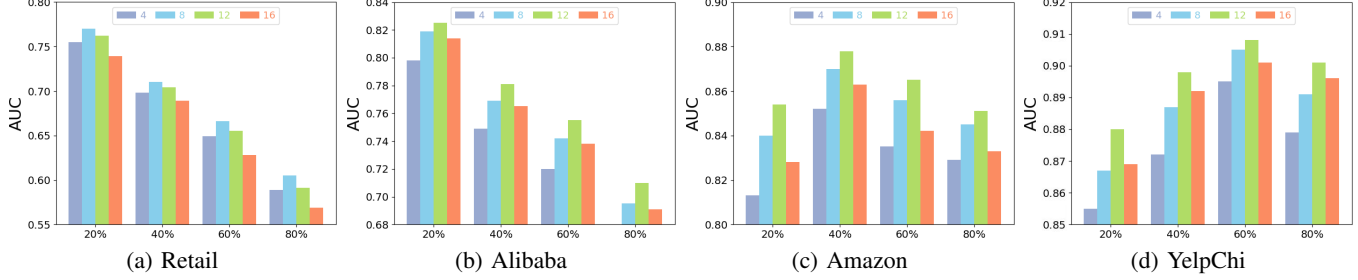 4 8 12 16
AUC
0.80
0.75
0.70
0.65
0.60
0.55
20% 40% 60% 80%
(a) Retail
4 8 12 16
AUC
0.84
0.82
0.80
0.78
0.76
0.74
0.72
0.70
0.68
20% 40% 60% 80%
(b) Alibaba
4 8 12 16
AUC
0.90
0.88
0.86
0.84
0.82
0.80
20% 40% 60% 80%
(c) Amazon
4 8 12 16
AUC
0.92
0.91
0.90
0.89
0.88
0.87
0.86
0.85
20% 40% 60% 80%
(d) YelpChi